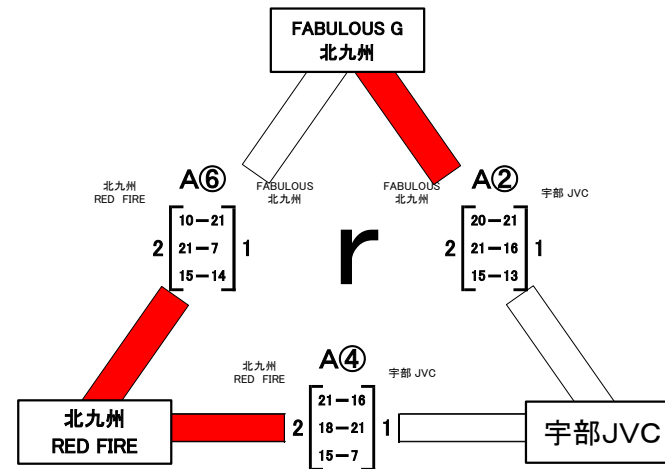 FABULOUS G
北九州
北九州
RED FIRE
A⑥
FABULOUS
北九州
2
10－21
21－7
15－14
1
FABULOUS
北九州
A②
宇部 JVC
2
20－21
21－16
15－13
1
r
北九州
RED FIRE
A④
宇部 JVC
2
21－16
18－21
15－7
1
北九州
RED FIRE
宇部JVC